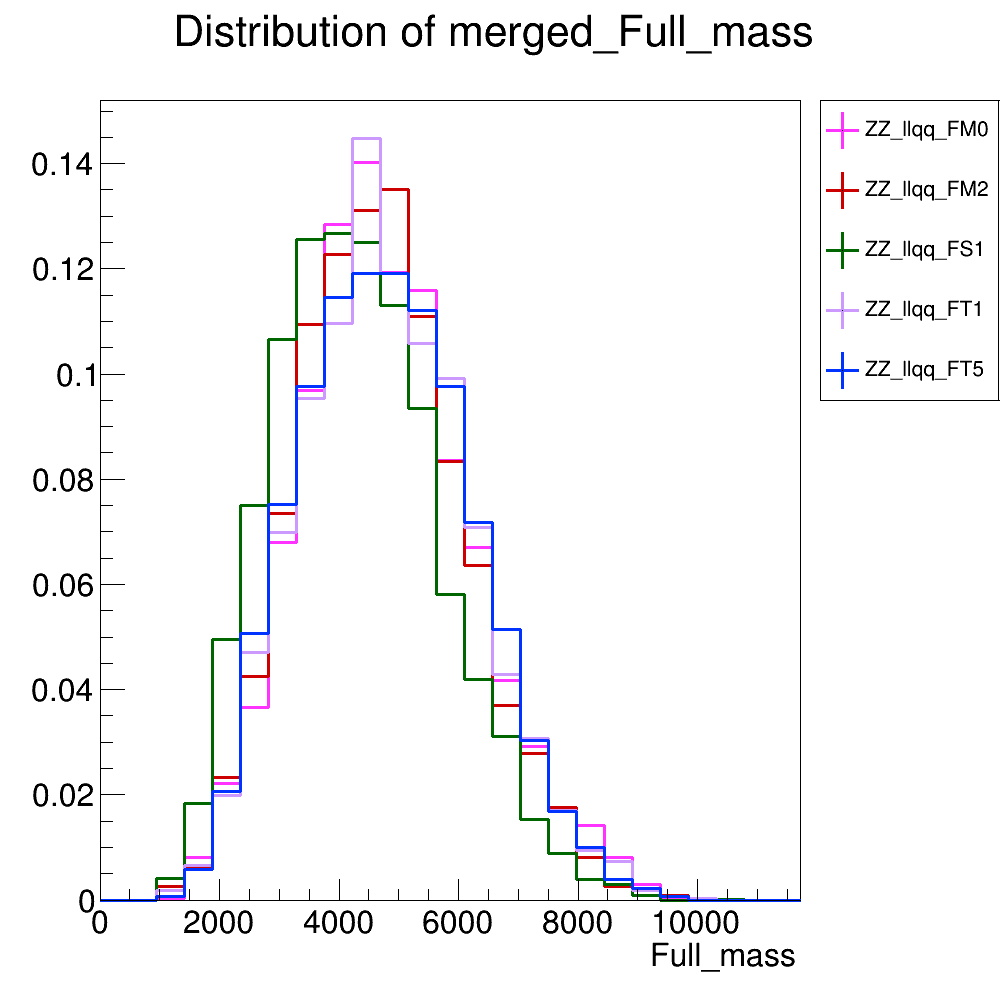 Distribution of merged_Full_mass
0.14
0.12
0.1
0.08
0.06
0.04
0.02
0
0 2000 4000 6000 8000 10000
Full_mass
ZZ_llqq_FM0
ZZ_llqq_FM2
ZZ_llqq_FS1
ZZ_llqq_FT1
ZZ_llqq_FT5